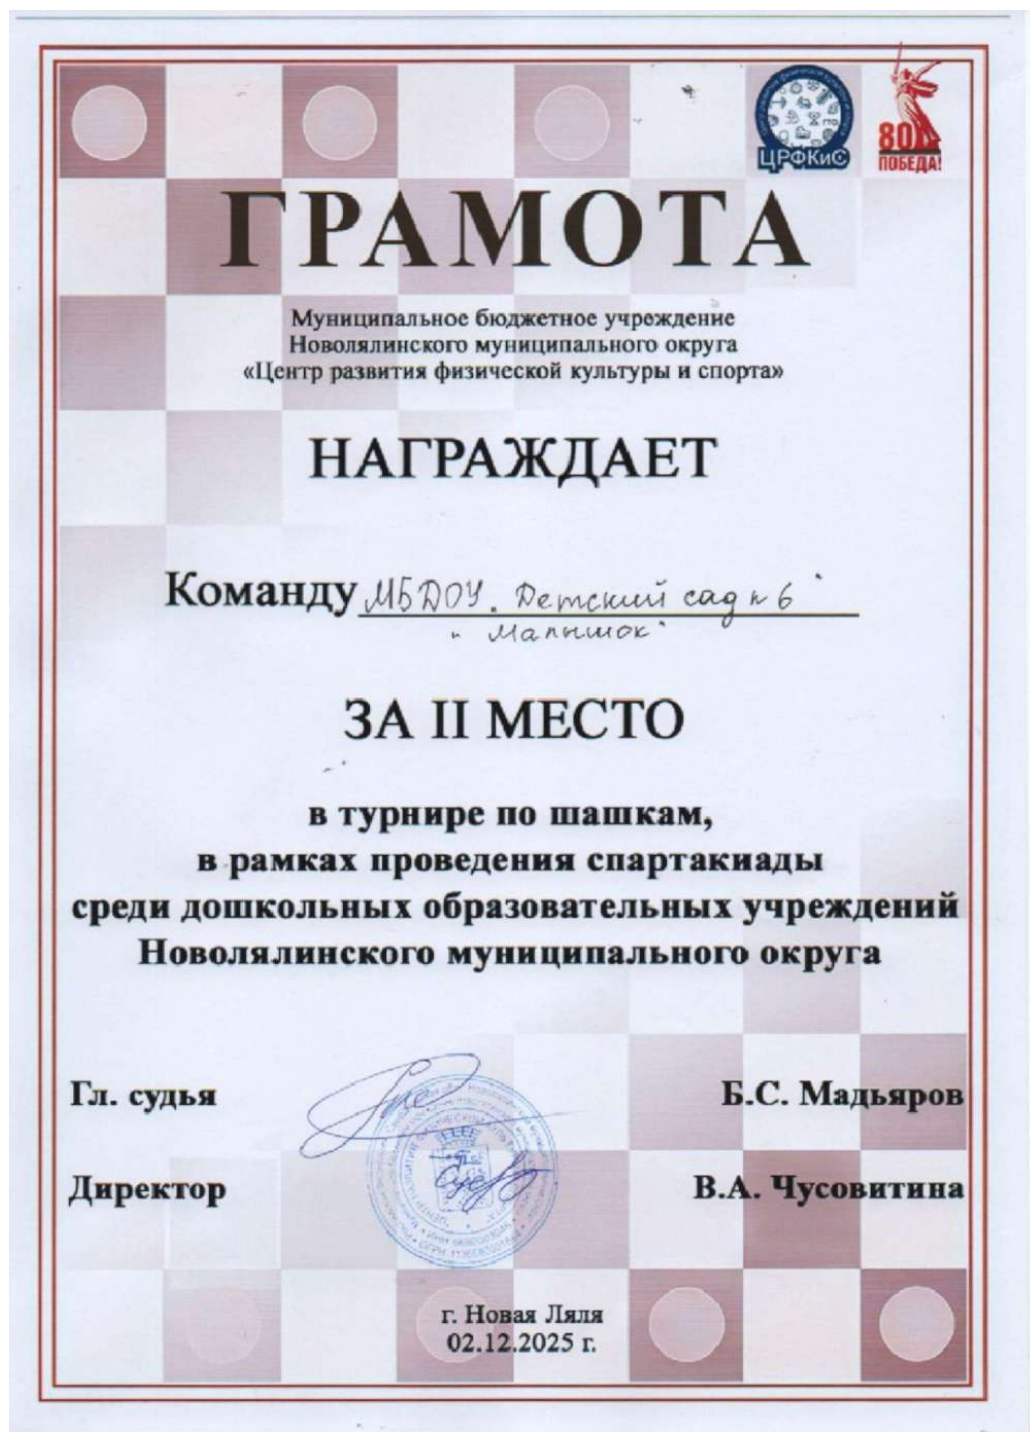 ЦРФКиС
80
ПОБЕДА!
ГРАМОТА
Муниципальное бюджетное учреждение
Новолялинского муниципального округа
«Центр развития физической культуры и спорта»
НАГРАЖДАЕТ
Команду МБДОУ "Детский сад № 6"
"Малышок"
ЗА II МЕСТО
в турнире по шашкам,
в рамках проведения спартакиады
среди дошкольных образовательных учреждений
Новолялинского муниципального округа
Гл. судья Б.С. Мадьяров
Директор В.А. Чусовитина
г. Новая Ляля
02.12.2025 г.